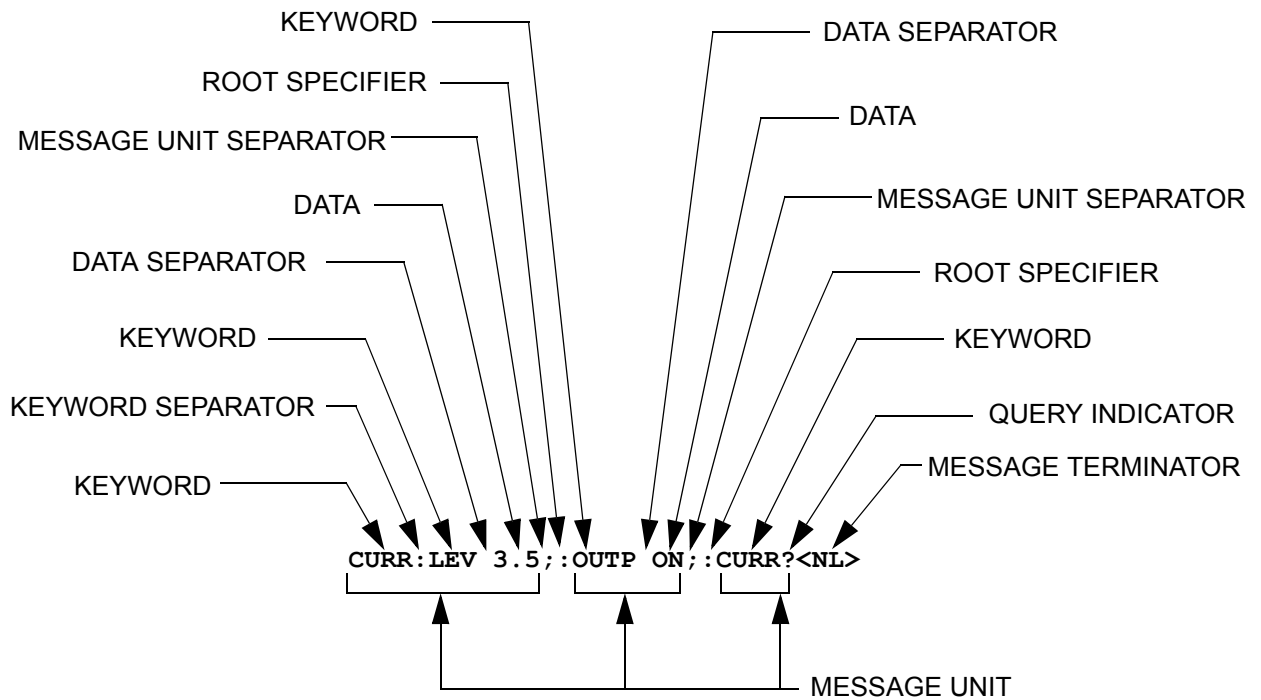 KEYWORD
DATA SEPARATOR
ROOT SPECIFIER
DATA
MESSAGE UNIT SEPARATOR
MESSAGE UNIT SEPARATOR
DATA
DATA SEPARATOR
ROOT SPECIFIER
KEYWORD
KEYWORD
KEYWORD SEPARATOR
QUERY INDICATOR
KEYWORD
MESSAGE TERMINATOR
CURR:LEV 3.5;:OUTP ON;:CURR?<NL>
MESSAGE UNIT